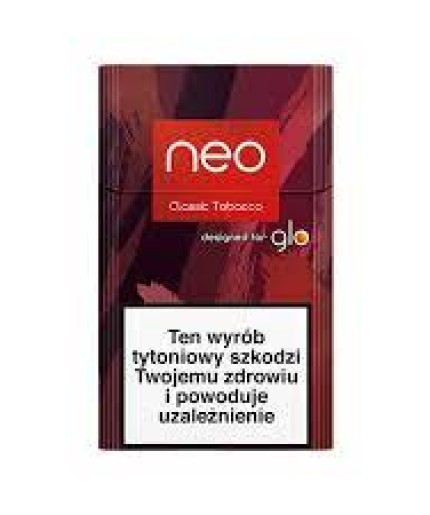 neo
Classic Tobacco
designed for glo
Ten wyrób
tytoniowy szkodzi
Twojemu zdrowiu
i powoduje
uzależnienie